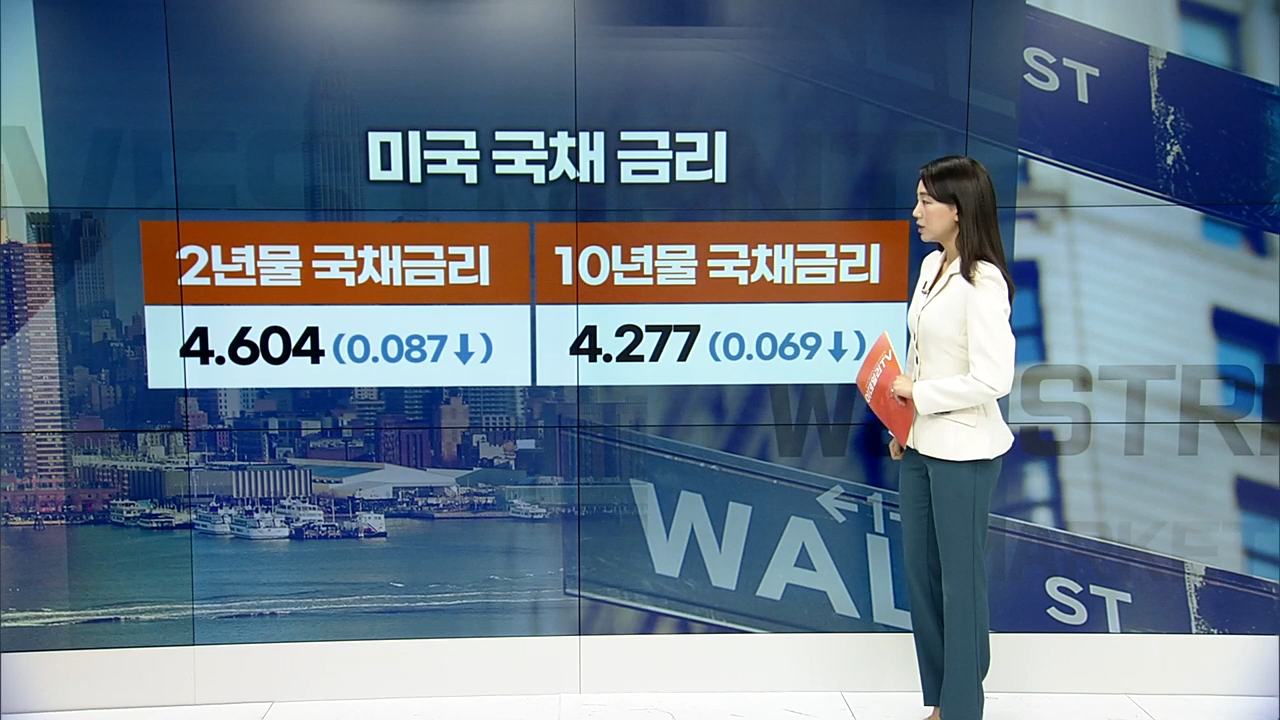 미국 국채 금리
2년물 국채금리
10년물 국채금리
4.604 (0.087↓)
4.277 (0.069↓)
ST
WALL
ST